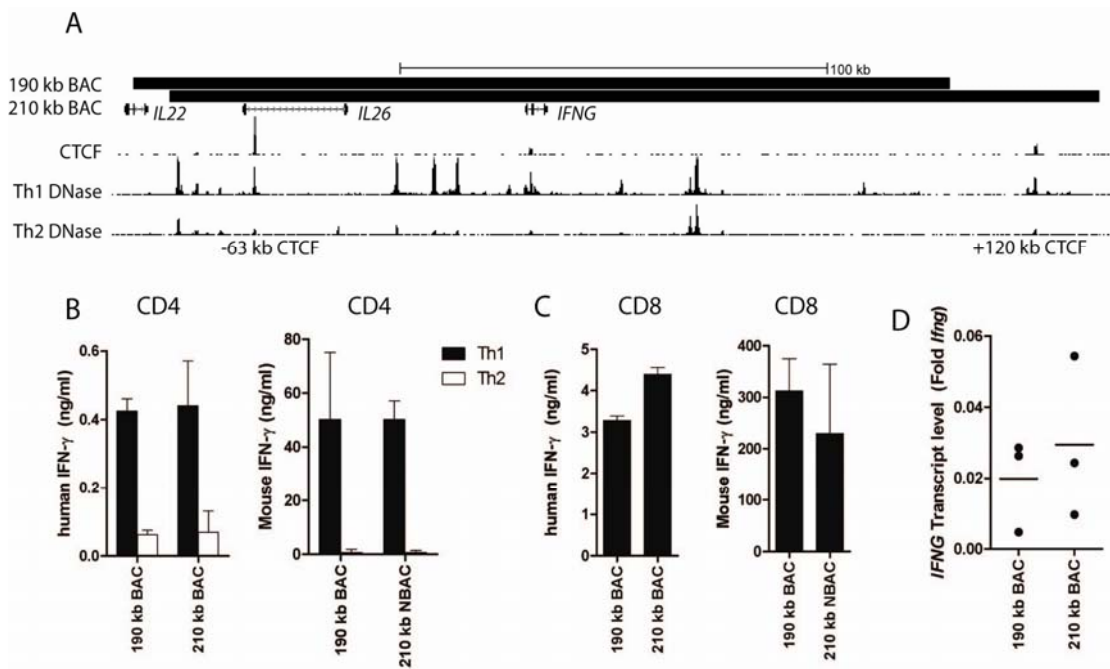 A
100 kb
190 kb BAC
210 kb BAC
IL22
IL26
IFNG
CTCF
Th1 DNase
Th2 DNase
-63 kb CTCF
+120 kb CTCF
B
CD4
CD4
C
CD8
CD8
D
human IFN-γ (ng/ml)
0.6
0.4
0.2
0.0
190 kb BAC
210 kb BAC
Mouse IFN-γ (ng/ml)
80
60
40
20
0
190 kb BAC
210 kb NBAC
Th1
Th2
human IFN-γ (ng/ml)
5
4
3
2
1
0
190 kb BAC
210 kb BAC
Mouse IFN-γ (ng/ml)
400
300
200
100
0
190 kb BAC
210 kb NBAC
IFNG Transcript level (Fold Ifng)
0.06
0.04
0.02
0.00
190 kb BAC
210 kb BAC